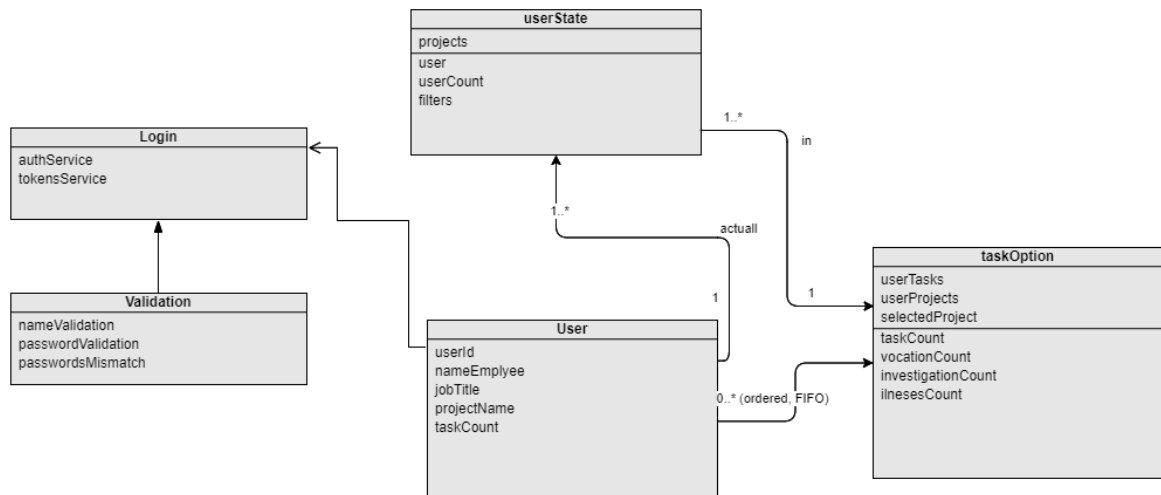 userState
projects
user
userCount
filters
1..*
in
1
Login
authService
tokensService
1..*
actuall
1
Validation
nameValidation
passwordValidation
passwordsMismatch
User
userId
nameEmplyee
jobTitle
projectName
taskCount
0..* (ordered, FIFO)
taskOption
userTasks
userProjects
selectedProject
taskCount
vocationCount
investigationCount
ilnesesCount